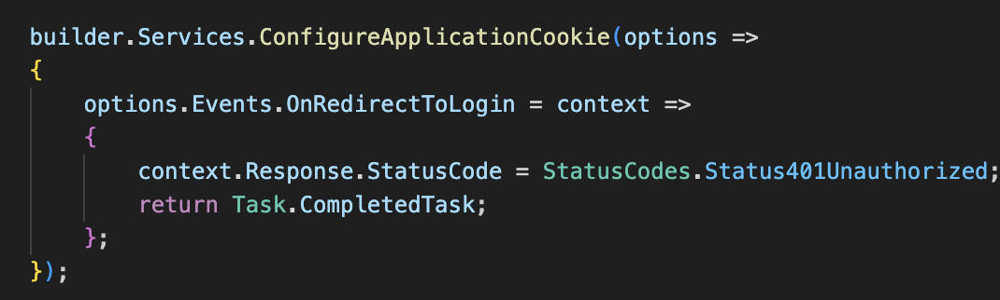 builder.Services.ConfigureApplicationCookie(options =>
{
    options.Events.OnRedirectToLogin = context =>
    {
        context.Response.StatusCode = StatusCodes.Status401Unauthorized;
        return Task.CompletedTask;
    };
});